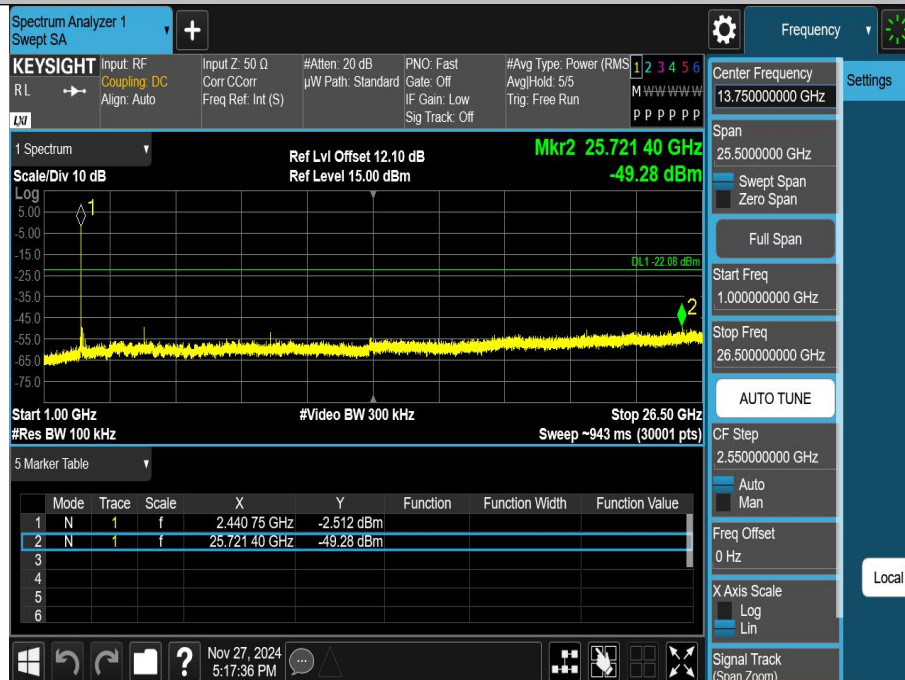 Spectrum Analyzer 1
Swept SA
+
Frequency
KEYSIGHT
RL
LXI
Input: RF
Coupling: DC
Align: Auto
Input Z: 50 Ω
Corr CCorr
Freq Ref: Int (S)
#Atten: 20 dB
µW Path: Standard
PNO: Fast
Gate: Off
IF Gain: Low
Sig Track: Off
#Avg Type: Power (RMS
Avg|Hold: 5/5
Trig: Free Run
1 2 3 4 5 6
M W W W W W
P P P P P P
1 Spectrum
Scale/Div 10 dB
Ref Lvl Offset 12.10 dB
Ref Level 15.00 dBm
Mkr2 25.721 40 GHz
-49.28 dBm
Log
5.00
-5.00
-15.0
-25.0
-35.0
-45.0
-55.0
-65.0
-75.0
1
DL1 -22.08 dBm
2
Start 1.00 GHz
#Video BW 300 kHz
Stop 26.50 GHz
#Res BW 100 kHz
Sweep ~943 ms (30001 pts)
5 Marker Table
Mode Trace Scale X Y Function Function Width Function Value
1 N 1 f 2.440 75 GHz -2.512 dBm
2 N 1 f 25.721 40 GHz -49.28 dBm
3
4
5
6
?
Nov 27, 2024
5:17:36 PM
Center Frequency
13.750000000 GHz
Settings
Span
25.5000000 GHz
Swept Span
Zero Span
Full Span
Start Freq
1.000000000 GHz
Stop Freq
26.500000000 GHz
AUTO TUNE
CF Step
2.550000000 GHz
Auto
Man
Freq Offset
0 Hz
Local
X Axis Scale
Log
Lin
Signal Track
(Span Zoom)